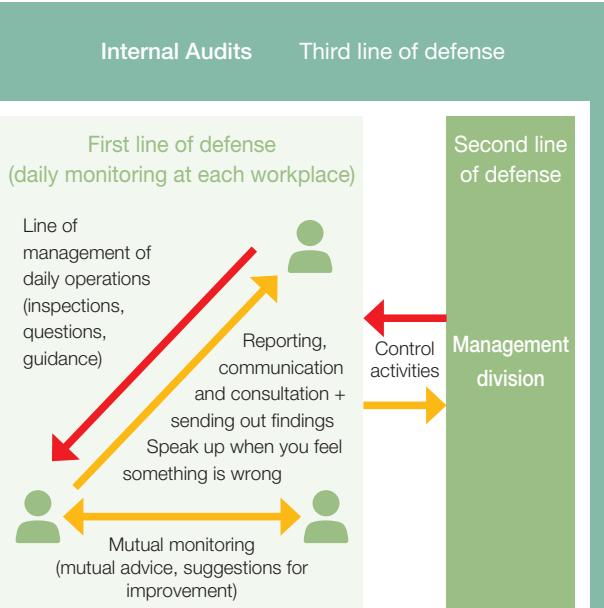 Internal Audits Third line of defense
First line of defense
(daily monitoring at each workplace)
Line of
management of
daily operations
(inspections,
questions,
guidance)
Reporting,
communication
and consultation +
sending out findings
Speak up when you feel
something is wrong
Mutual monitoring
(mutual advice, suggestions for
improvement)
Control
activities
Second line
of defense
Management
division